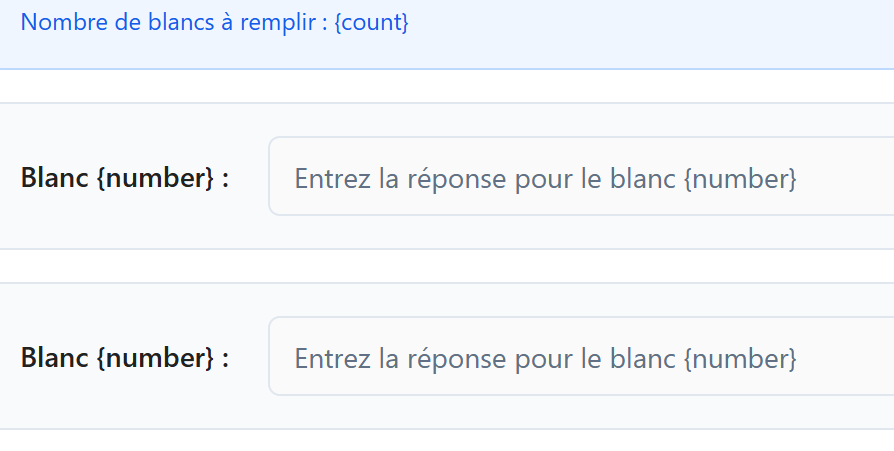 Nombre de blancs à remplir : {count}
Blanc {number} :
Entrez la réponse pour le blanc {number}
Blanc {number} :
Entrez la réponse pour le blanc {number}